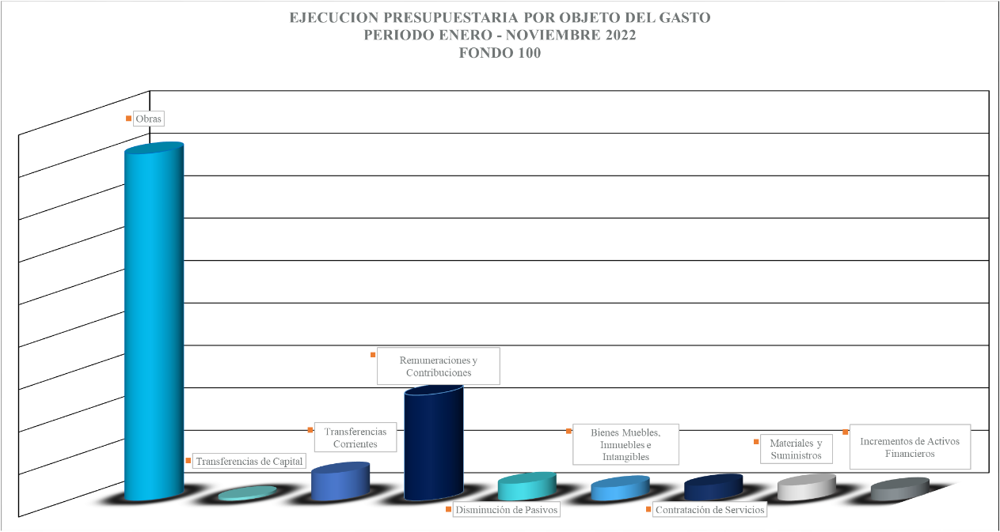 EJECUCION PRESUPUESTARIA POR OBJETO DEL GASTO
PERIODO ENERO - NOVIEMBRE 2022
FONDO 100
Obras
Transferencias de Capital
Transferencias
Corrientes
Remuneraciones y
Contribuciones
Disminución de Pasivos
Bienes Muebles,
Inmuebles e
Intangibles
Contratación de Servicios
Materiales y
Suministros
Incrementos de Activos
Financieros